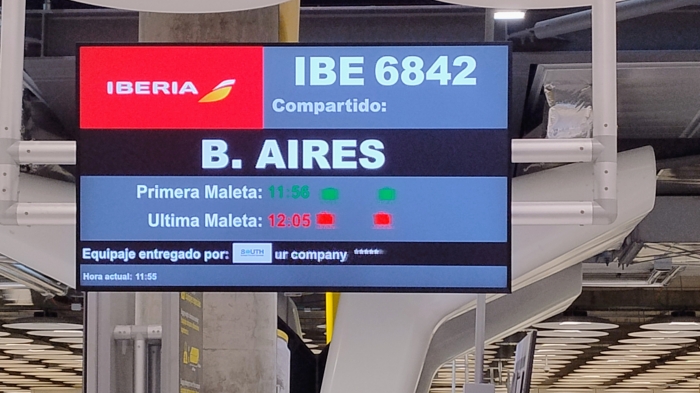 IBERIA
IBE 6842
Compartido:
B. AIRES
Primera Maleta: 11:56
Ultima Maleta: 12:05
Equipaje entregado por: SOUTH ur company *****
Hora actual: 11:55